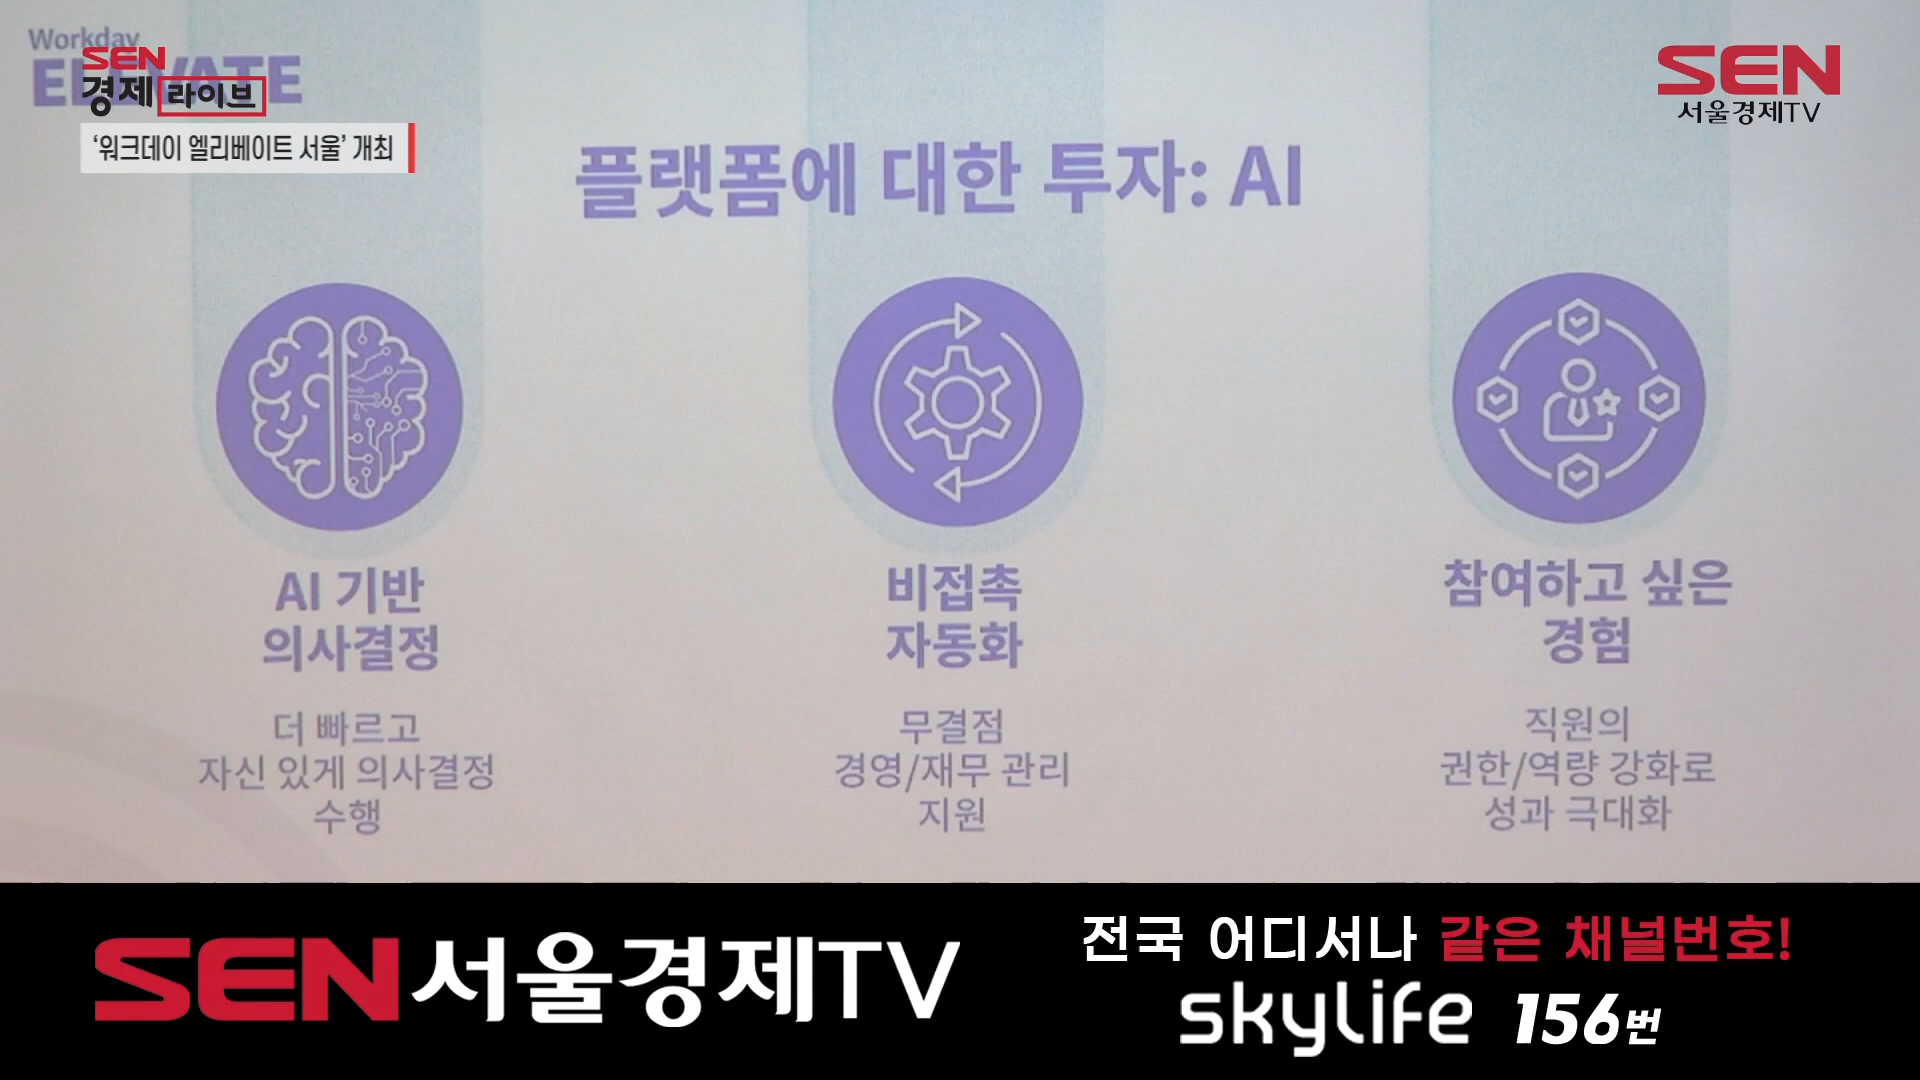 Workday
ELEVATE
SEN
경제 라이브
‘워크데이 엘리베이트 서울’ 개최
SEN
서울경제TV
플랫폼에 대한 투자: AI
AI 기반
의사결정
더 빠르고
자신 있게 의사결정
수행
비접촉
자동화
무결점
경영/재무 관리
지원
참여하고 싶은
경험
직원의
권한/역량 강화로
성과 극대화
SEN서울경제TV
전국 어디서나 같은 채널번호!
skylife 156번